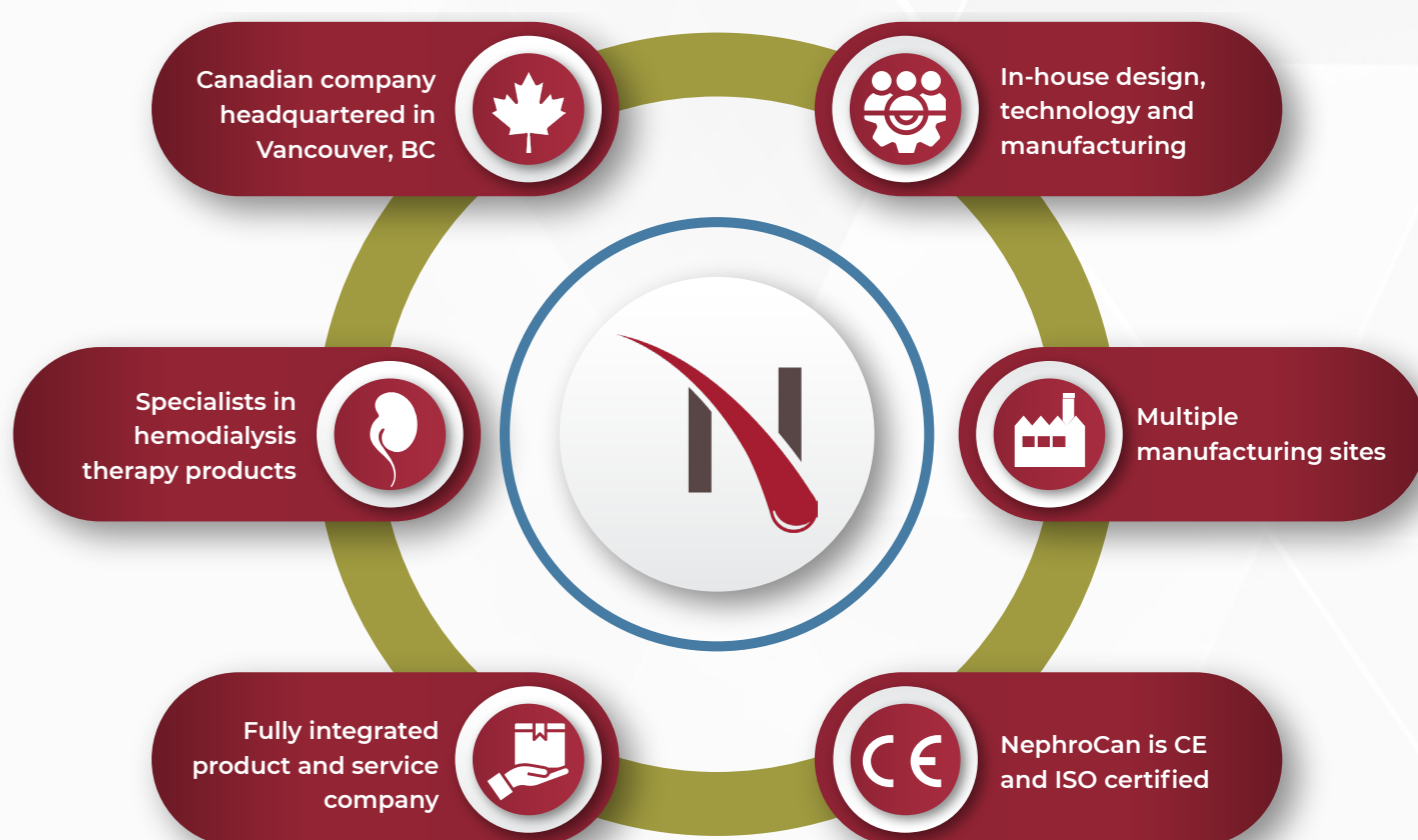 Canadian company
headquartered in
Vancouver, BC
In-house design,
technology and
manufacturing
Specialists in
hemodialysis
therapy products
N
Multiple
manufacturing sites
Fully integrated
product and service
company
CE
NephroCan is CE
and ISO certified